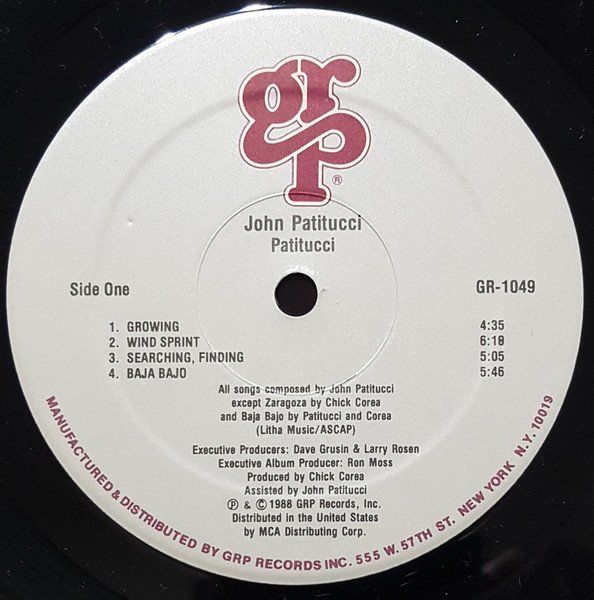 grp®
John Patitucci
Patitucci
Side One
GR-1049
1. GROWING 4:35
2. WIND SPRINT 6:10
3. SEARCHING, FINDING 5:05
4. BAJA BAJO 5:46
All songs composed by John Patitucci
except Zaragoza by Chick Corea
and Baja Bajo by Patitucci and Corea
(Litha Music/ASCAP)
Executive Producers: Dave Grusin & Larry Rosen
Executive Album Producer: Ron Moss
Produced by Chick Corea
Assisted by John Patitucci
℗ & © 1988 GRP Records, Inc.
Distributed in the United States
by MCA Distributing Corp.
MANUFACTURED & DISTRIBUTED BY GRP RECORDS INC. 555 W. 57TH ST. NEW YORK N.Y. 10019